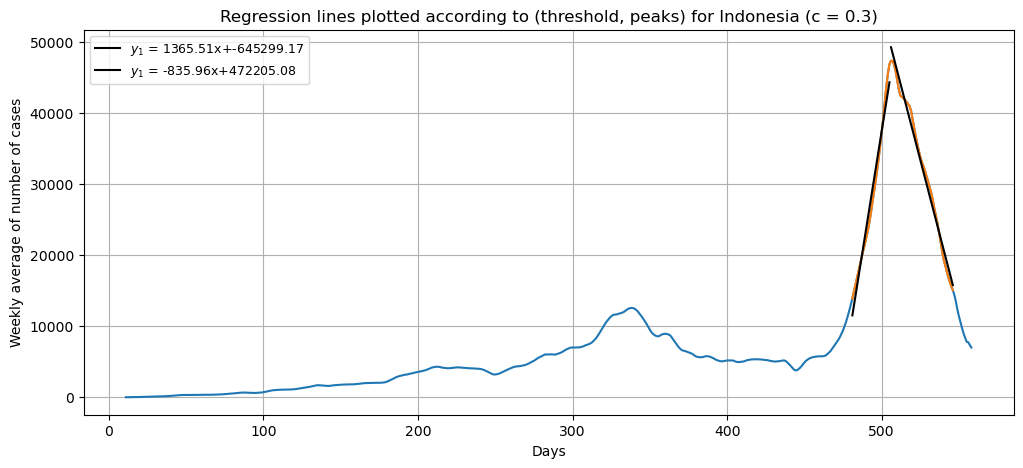 Regression lines plotted according to (threshold, peaks) for Indonesia (c = 0.3)
y₁ = 1365.51x+-645299.17
y₁ = -835.96x+472205.08
Weekly average of number of cases
50000
40000
30000
20000
10000
0
0 100 200 300 400 500
Days